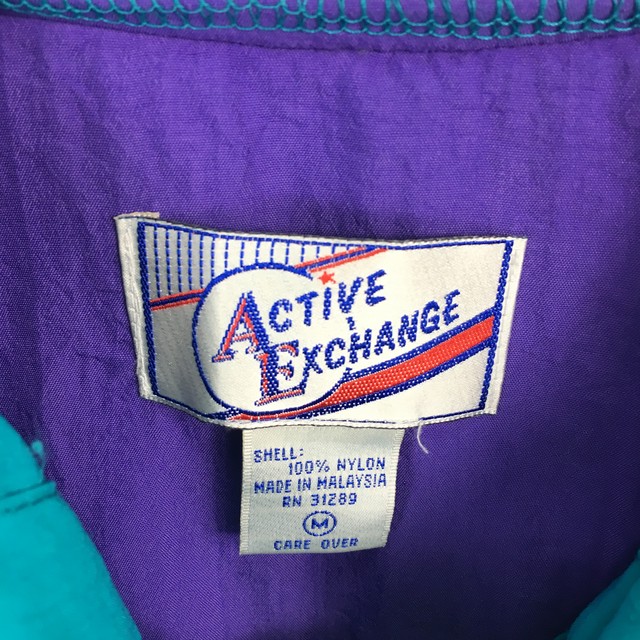 ACTIVE
EXCHANGE
SHELL:
100% NYLON
MADE IN MALAYSIA
RN 31289
M
CARE OVER